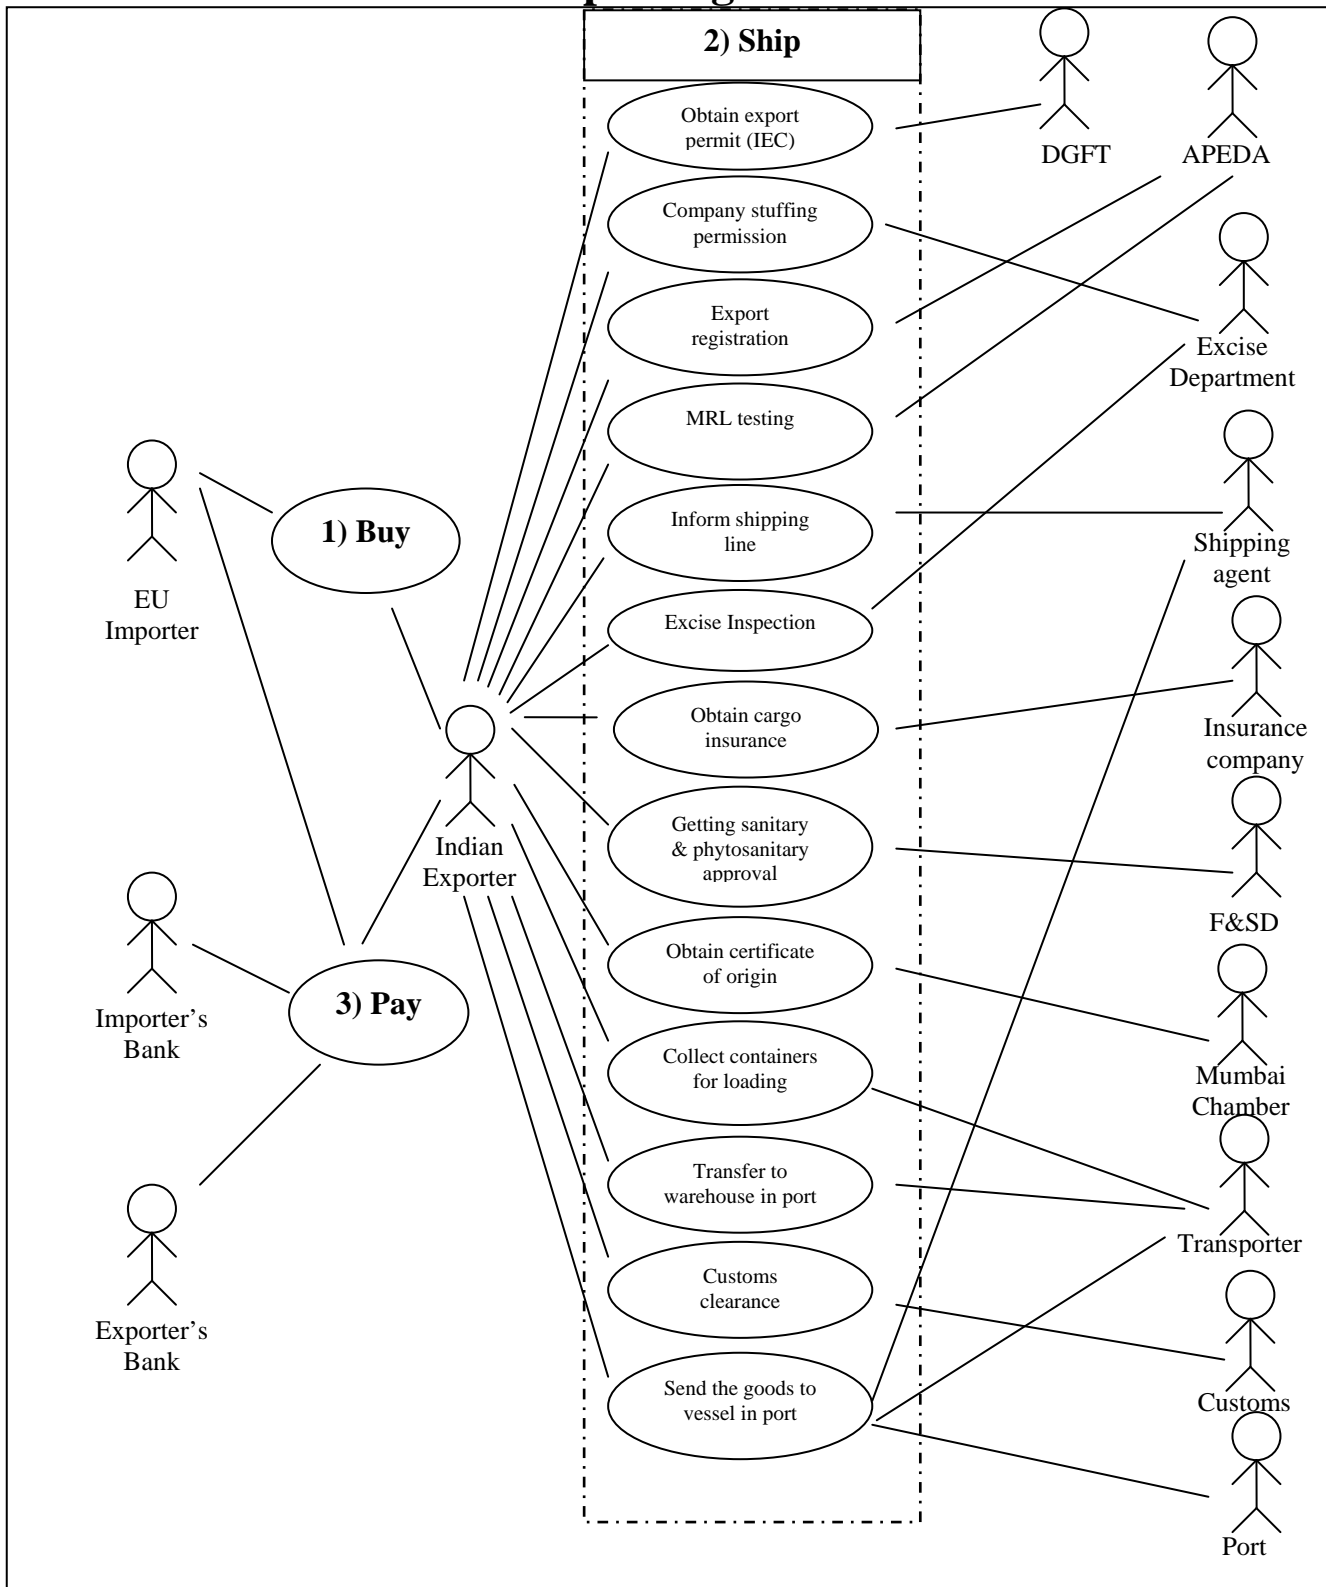 2) Ship
Obtain export
permit (IEC)
DGFT
APEDA
Company stuffing
permission
Export
registration
Excise
Department
MRL testing
Inform shipping
line
Shipping
agent
1) Buy
EU
Importer
Excise Inspection
Obtain cargo
insurance
Insurance
company
Indian
Exporter
Getting sanitary
& phytosanitary
approval
F&SD
Obtain certificate
of origin
3) Pay
Importer’s
Bank
Collect containers
for loading
Mumbai
Chamber
Transfer to
warehouse in port
Transporter
Customs
clearance
Exporter’s
Bank
Send the goods to
vessel in port
Customs
Port